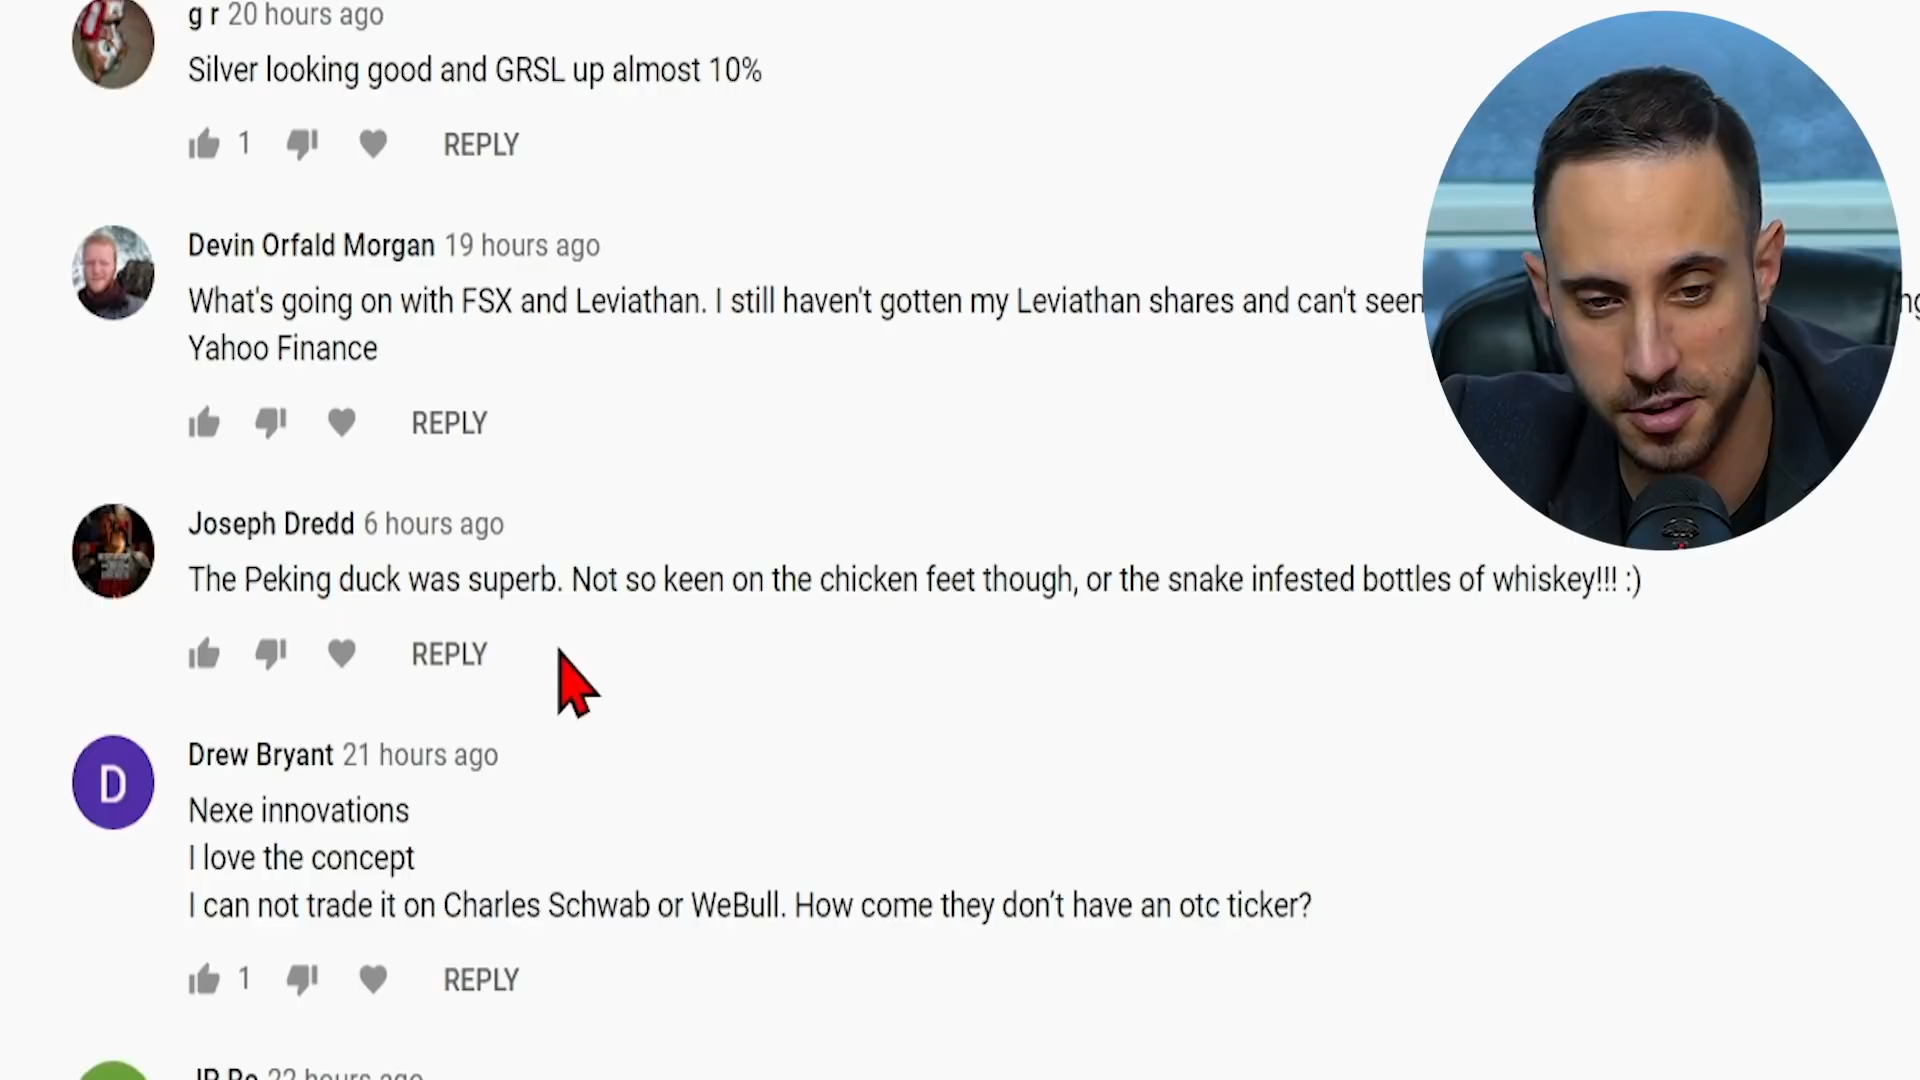 g r 20 hours ago
Silver looking good and GRSL up almost 10%
1 REPLY
Devin Orfald Morgan 19 hours ago
What's going on with FSX and Leviathan. I still haven't gotten my Leviathan shares and can't seen
Yahoo Finance
REPLY
Joseph Dredd 6 hours ago
The Peking duck was superb. Not so keen on the chicken feet though, or the snake infested bottles of whiskey!!! :)
REPLY
D
Drew Bryant 21 hours ago
Nexe innovations
I love the concept
I can not trade it on Charles Schwab or WeBull. How come they don’t have an otc ticker?
1 REPLY
22 hours ago